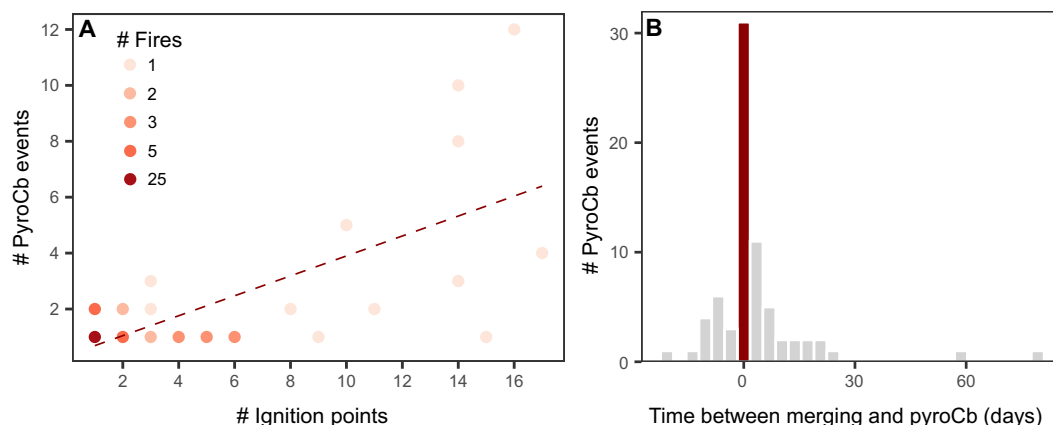 A
# Fires
1
2
3
5
25
12
10
8
6
4
2
# PyroCb events
2 4 6 8 10 12 14 16
# Ignition points
B
30
20
10
0
# PyroCb events
0 30 60
Time between merging and pyroCb (days)